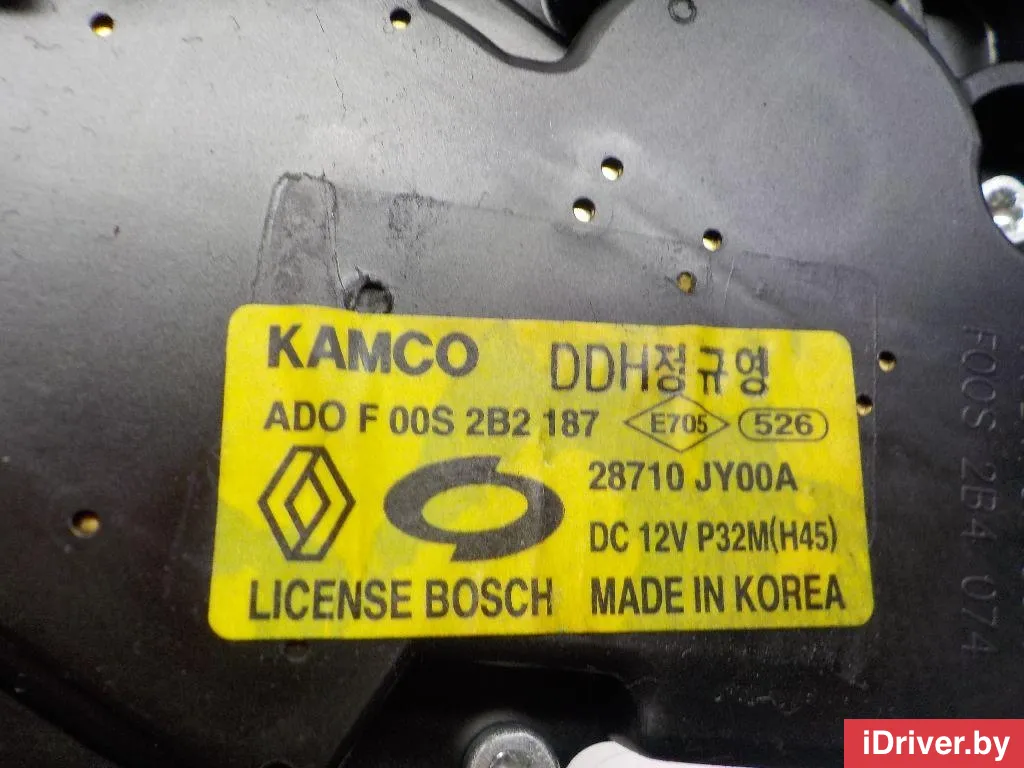 KAMCO DDH정규영
ADO F 00S 2B2 187 E705 526
28710 JY00A
DC 12V P32M(H45)
LICENSE BOSCH MADE IN KOREA
F00S 2B4 074
iDriver.by